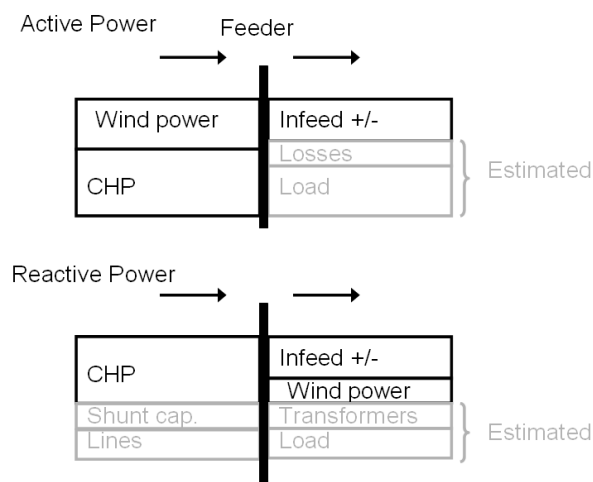 Active Power Feeder
Wind power Infeed +/-
Losses
Estimated
CHP Load
Reactive Power
Infeed +/-
CHP
Wind power
Shunt cap. Transformers
Estimated
Lines Load